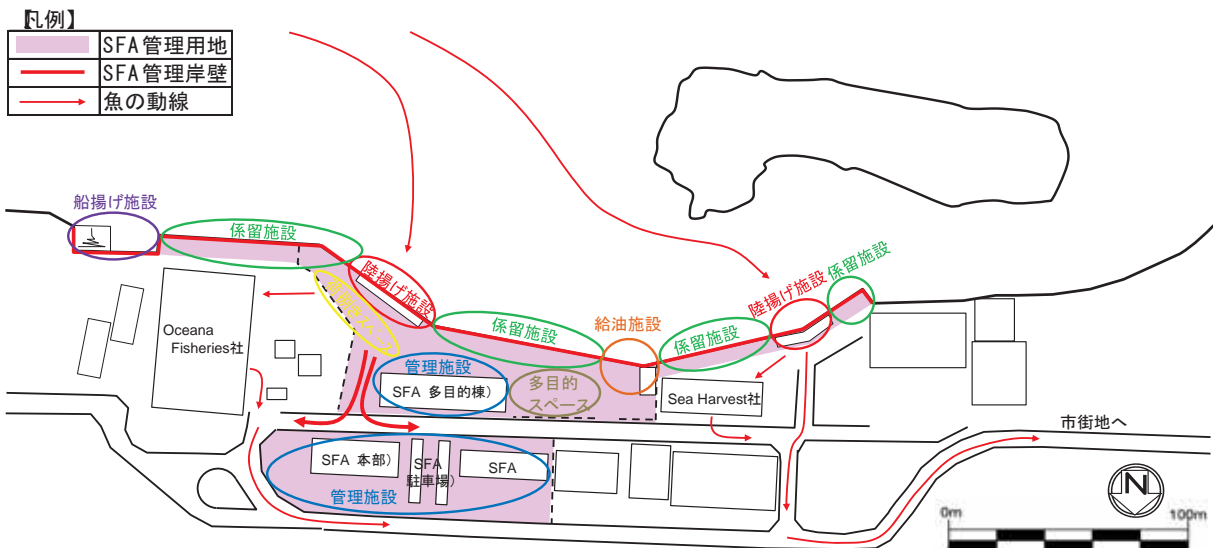 【凡例】
SFA管理用地
SFA管理岸壁
魚の動線
船揚げ施設
係留施設
陸揚げ施設
係留施設
陸揚げ施設
係留施設
給油施設
係留施設
Oceana
Fisheries社
管理施設
SFA 多目的棟）
多目的
スペース
Sea Harvest社
市街地へ
SFA 本部）
SFA
駐車場）
SFA
管理施設
N
0m
100m